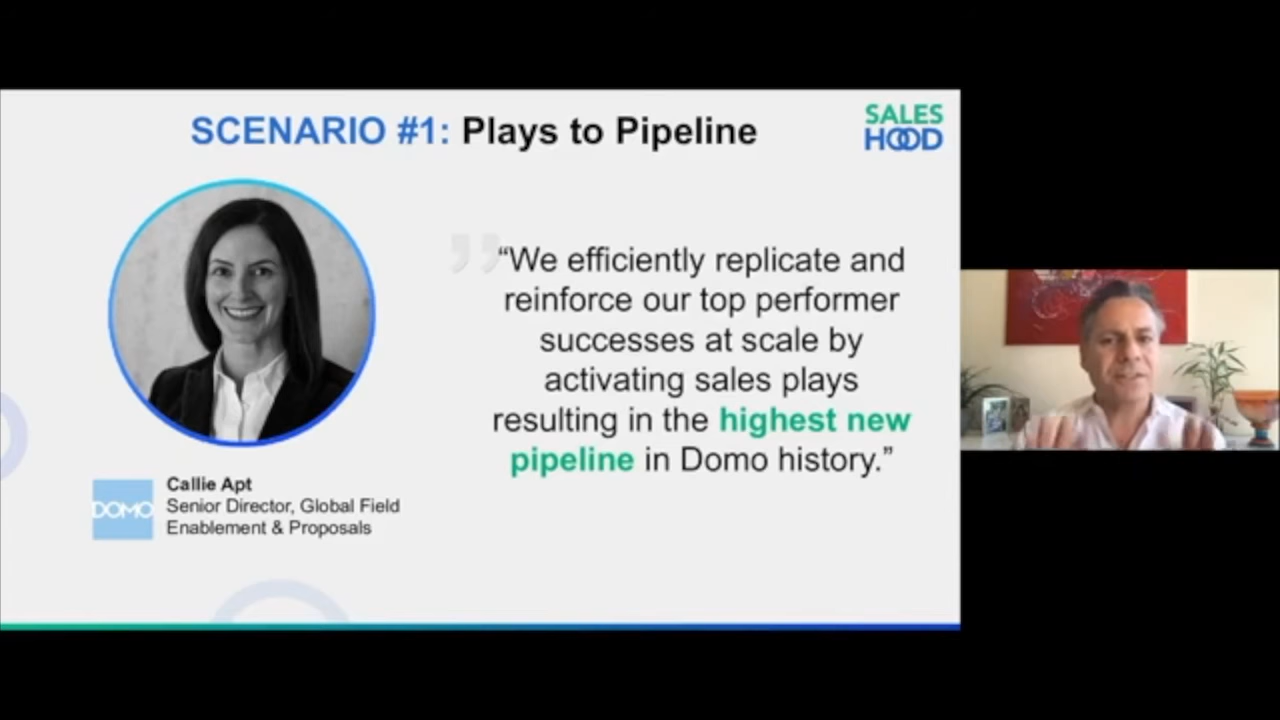 SCENARIO #1: Plays to Pipeline
SALES
HOOD
“We efficiently replicate and
reinforce our top performer
successes at scale by
activating sales plays
resulting in the highest new
pipeline in Domo history.”
DOMO
Callie Apt
Senior Director, Global Field
Enablement & Proposals